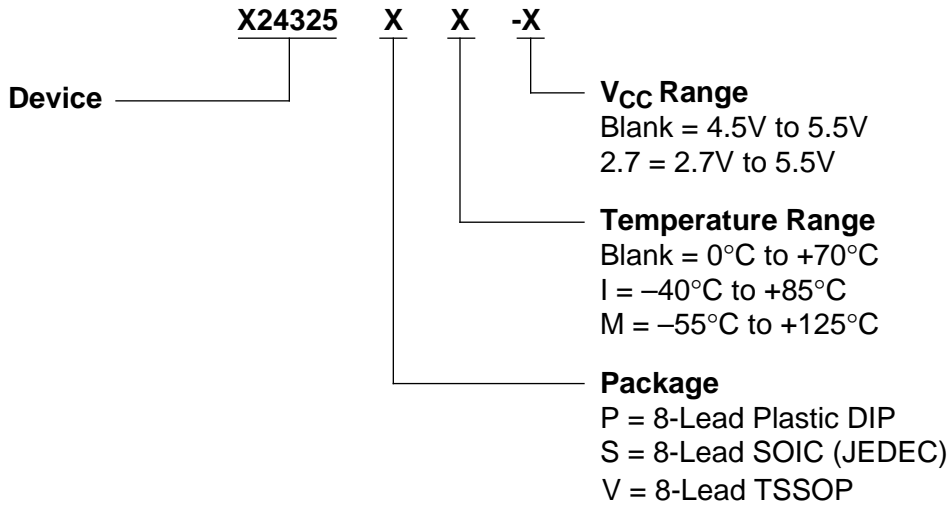 X24325 X X -X
Device
VCC Range
Blank = 4.5V to 5.5V
2.7 = 2.7V to 5.5V
Temperature Range
Blank = 0°C to +70°C
I = –40°C to +85°C
M = –55°C to +125°C
Package
P = 8-Lead Plastic DIP
S = 8-Lead SOIC (JEDEC)
V = 8-Lead TSSOP